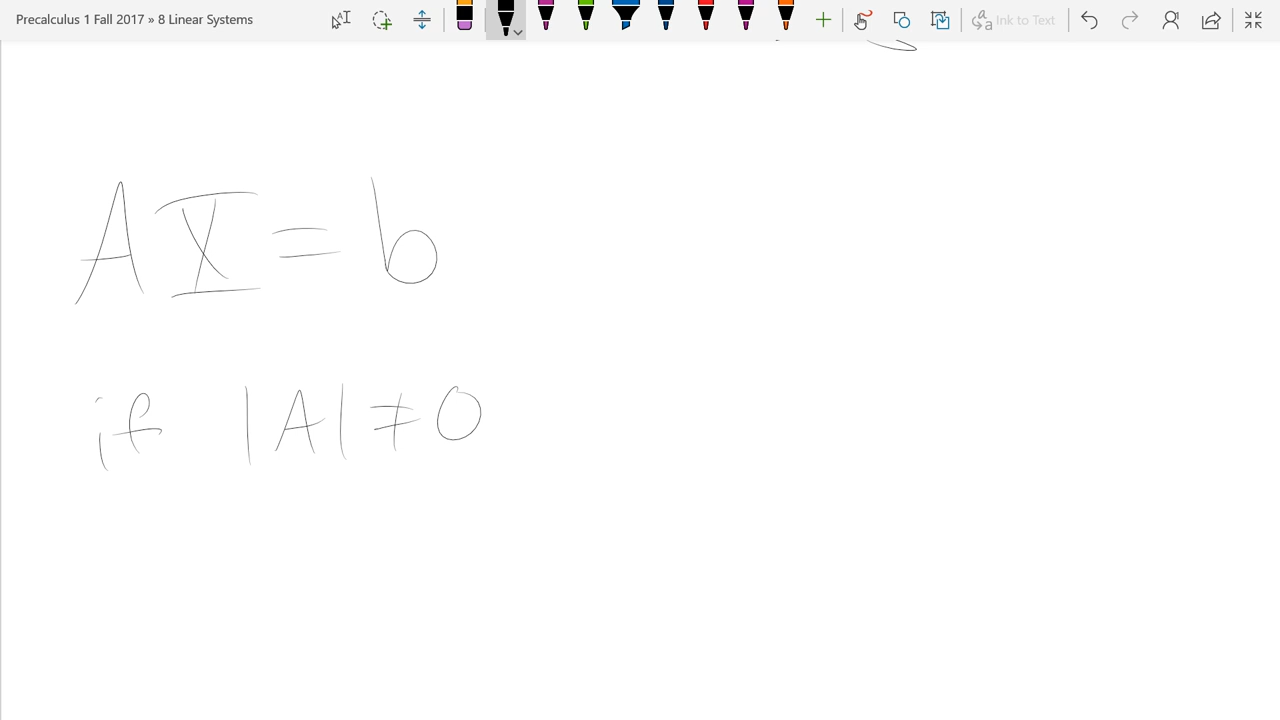 Precalculus 1 Fall 2017 » 8 Linear Systems
Ink to Text
AX = b
if |A| ≠ 0